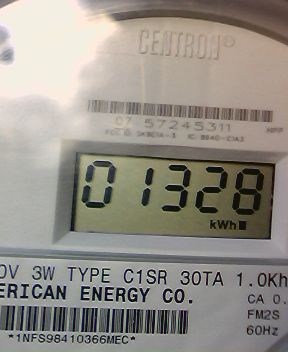 CENTRON®
07 57245311 MPP
01328
kWh
0V 3W TYPE C1SR 30TA 1.0Kh
ERICAN ENERGY CO. CA 0.
FM2S
*1NFS98410366MEC* 60Hz